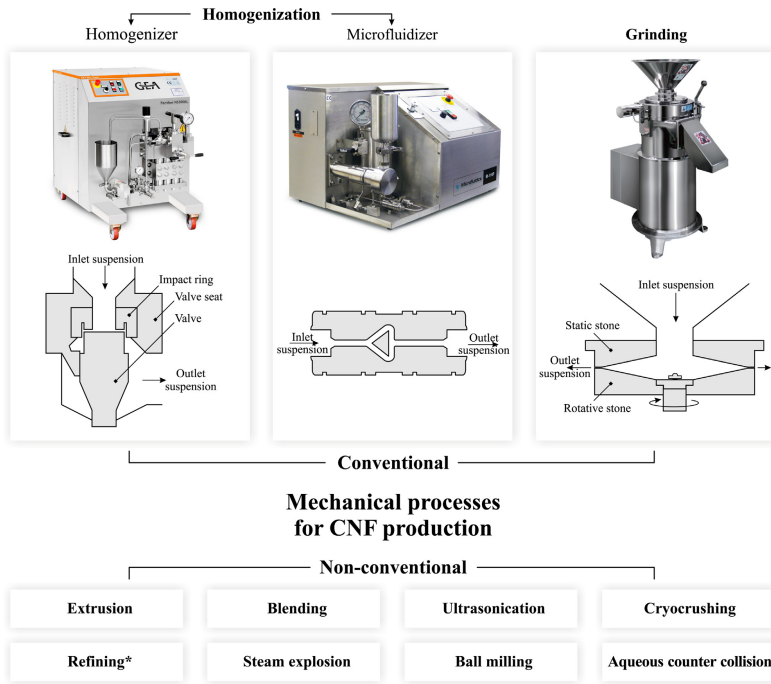 Homogenization
Homogenizer
Microfluidizer
Grinding
GEA
Inlet suspension
Impact ring
Valve seat
Valve
Outlet
suspension
Inlet
suspension
Outlet
suspension
Inlet suspension
Static stone
Outlet
suspension
Rotative stone
Conventional
Mechanical processes
for CNF production
Non-conventional
Extrusion
Blending
Ultrasonication
Cryocrushing
Refining*
Steam explosion
Ball milling
Aqueous counter collision